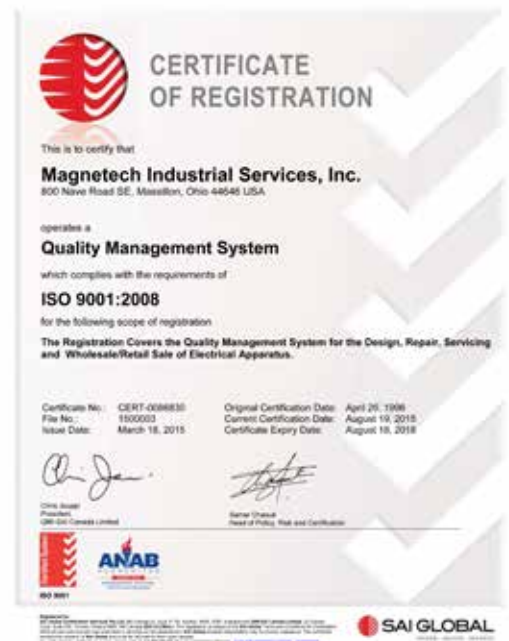 CERTIFICATE
OF REGISTRATION
This is to certify that
Magnetech Industrial Services, Inc.
800 Nave Road SE, Massillon, Ohio 44646 USA
operates a
Quality Management System
which complies with the requirements of
ISO 9001:2008
for the following scope of registration
The Registration Covers the Quality Management System for the Design, Repair, Servicing
and Wholesale/Retail Sale of Electrical Apparatus.
Certificate No.: CERT-0086830 Original Certification Date: April 1996
File No.: 1500003 Current Certification Date: August 19, 2015
Issue Date: March 18, 2015 Certificate Expiry Date: August 18, 2018
President,
QMI-SAI Canada Limited
Head of Policy, Risk and Certification
ANAB
ISO 9001
SAI GLOBAL